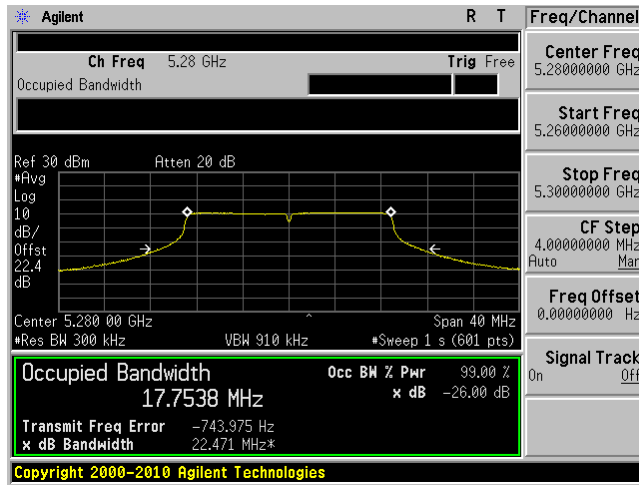 Agilent R T Freq/Channel
Ch Freq 5.28 GHz Trig Free
Occupied Bandwidth
Center Freq
5.28000000 GHz
Start Freq
5.26000000 GHz
Stop Freq
5.30000000 GHz
CF Step
4.00000000 MHz
Auto Man
Freq Offset
0.00000000 Hz
Signal Track
On Off
Ref 30 dBm Atten 20 dB
#Avg
Log
10
dB/
Offst
22.4
dB
Center 5.280 00 GHz Span 40 MHz
#Res BW 300 kHz VBW 910 kHz #Sweep 1 s (601 pts)
Occupied Bandwidth Occ BW % Pwr 99.00 %
17.7538 MHz x dB -26.00 dB
Transmit Freq Error -743.975 Hz
x dB Bandwidth 22.471 MHz*
Copyright 2000-2010 Agilent Technologies